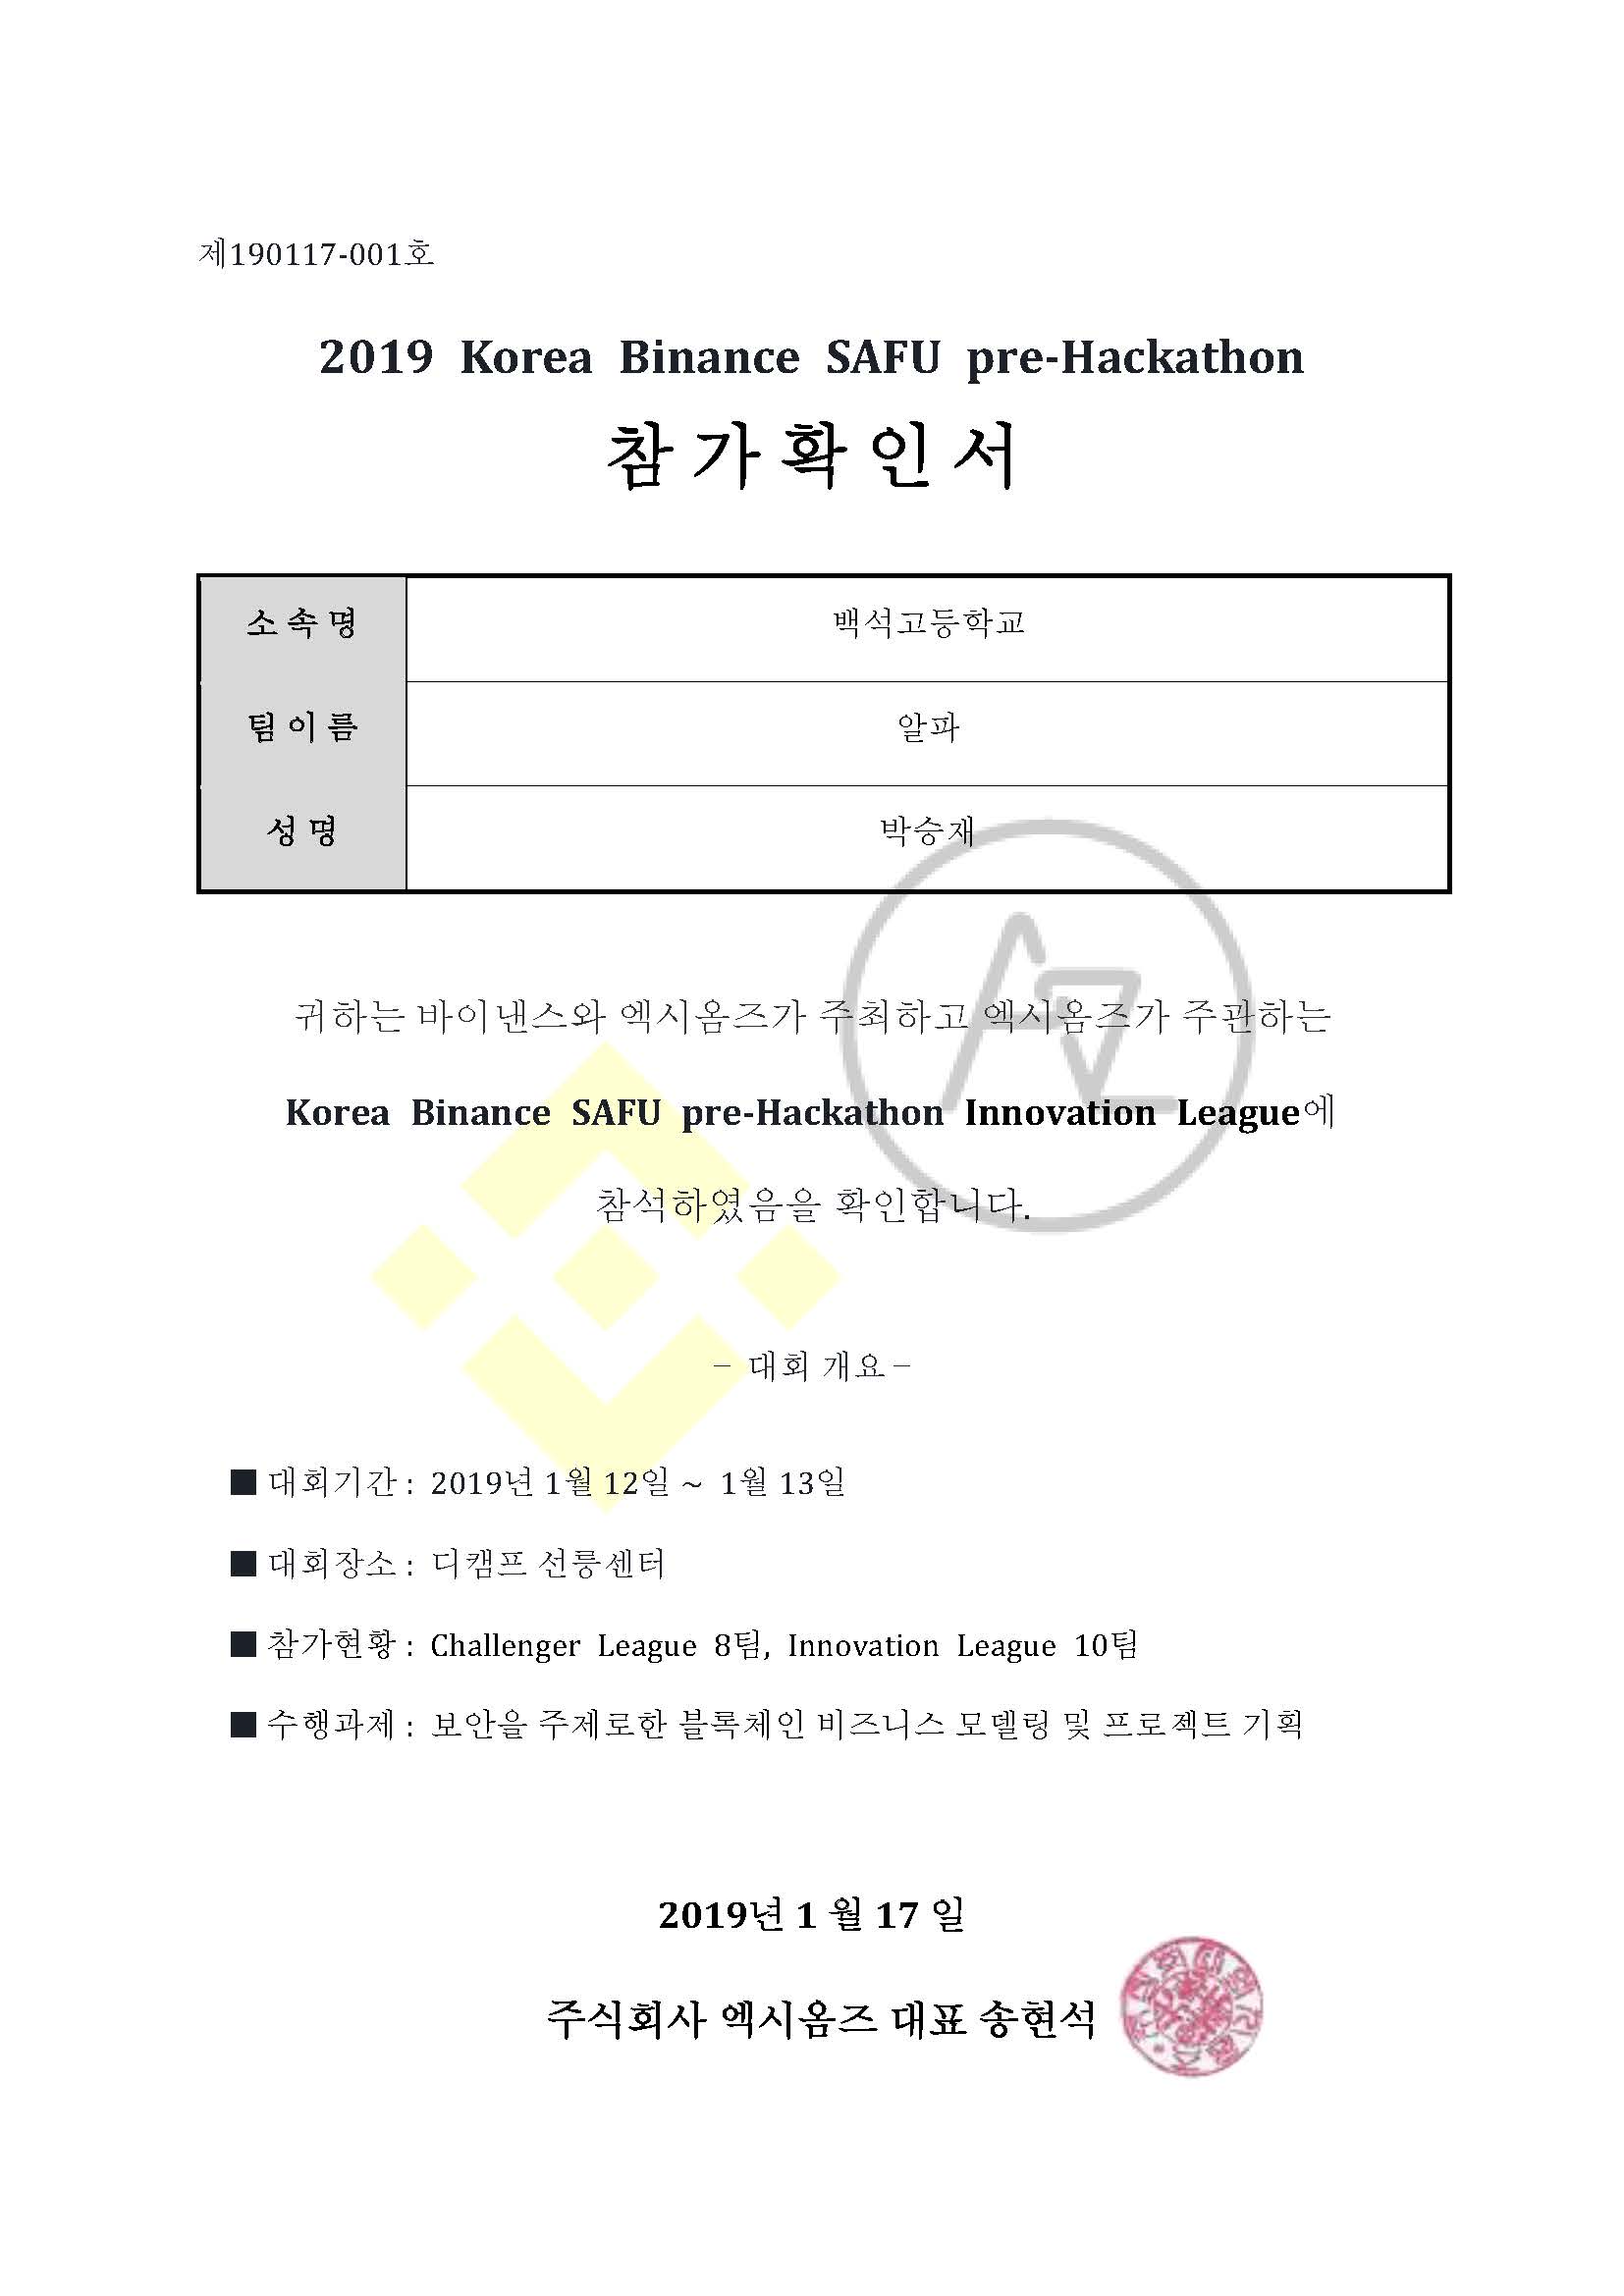 제190117-001호
2019 Korea Binance SAFU pre-Hackathon
참가확인서
소속명 백석고등학교
팀이름 알파
성명 박승재
귀하는 바이낸스와 엑시옴즈가 주최하고 엑시옴즈가 주관하는
Korea Binance SAFU pre-Hackathon Innovation League에
참석하였음을 확인합니다.
- 대회 개요 -
■ 대회기간 : 2019년 1월 12일 ~ 1월 13일
■ 대회장소 : 디캠프 선릉센터
■ 참가현황 : Challenger League 8팀, Innovation League 10팀
■ 수행과제 : 보안을 주제로한 블록체인 비즈니스 모델링 및 프로젝트 기획
2019년 1 월 17 일
주식회사 엑시옴즈 대표 송현석